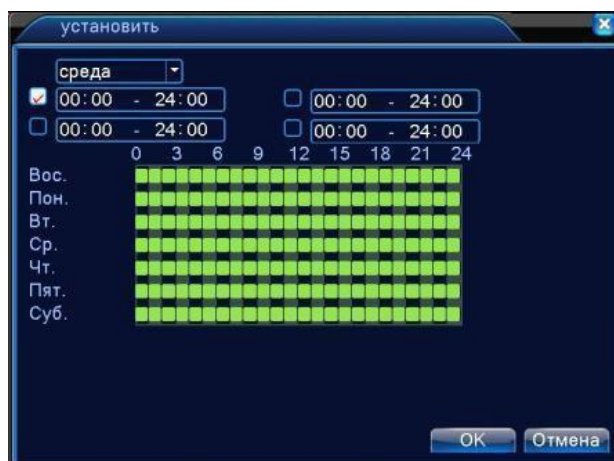 установить
среда
00:00 - 24:00 00:00 - 24:00
00:00 - 24:00 00:00 - 24:00
0 3 6 9 12 15 18 21 24
Вос.
Пон.
Вт.
Ср.
Чт.
Пят.
Суб.
OK Отмена